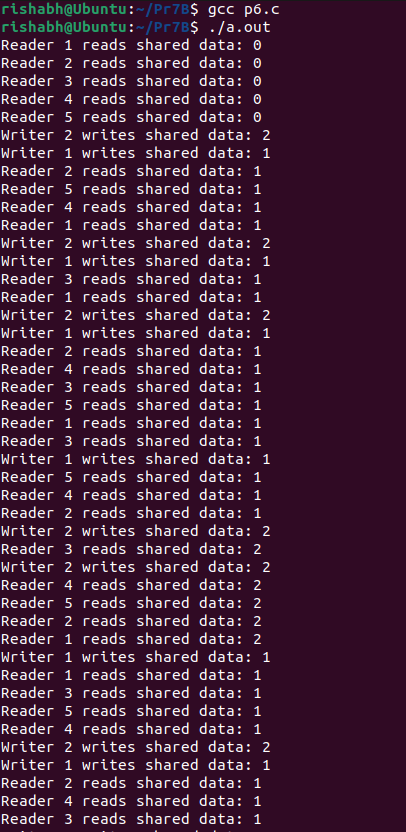 rishabh@Ubuntu:~/Pr7B$ gcc p6.c
rishabh@Ubuntu:~/Pr7B$ ./a.out
Reader 1 reads shared data: 0
Reader 2 reads shared data: 0
Reader 3 reads shared data: 0
Reader 4 reads shared data: 0
Reader 5 reads shared data: 0
Writer 2 writes shared data: 2
Writer 1 writes shared data: 1
Reader 2 reads shared data: 1
Reader 5 reads shared data: 1
Reader 4 reads shared data: 1
Reader 1 reads shared data: 1
Writer 2 writes shared data: 2
Writer 1 writes shared data: 1
Reader 3 reads shared data: 1
Reader 1 reads shared data: 1
Writer 2 writes shared data: 2
Writer 1 writes shared data: 1
Reader 2 reads shared data: 1
Reader 4 reads shared data: 1
Reader 3 reads shared data: 1
Reader 5 reads shared data: 1
Reader 1 reads shared data: 1
Reader 3 reads shared data: 1
Writer 1 writes shared data: 1
Reader 5 reads shared data: 1
Reader 4 reads shared data: 1
Reader 2 reads shared data: 1
Writer 2 writes shared data: 2
Reader 3 reads shared data: 2
Writer 2 writes shared data: 2
Reader 4 reads shared data: 2
Reader 5 reads shared data: 2
Reader 2 reads shared data: 2
Reader 1 reads shared data: 2
Writer 1 writes shared data: 1
Reader 1 reads shared data: 1
Reader 3 reads shared data: 1
Reader 5 reads shared data: 1
Reader 4 reads shared data: 1
Writer 2 writes shared data: 2
Writer 1 writes shared data: 1
Reader 2 reads shared data: 1
Reader 4 reads shared data: 1
Reader 3 reads shared data: 1